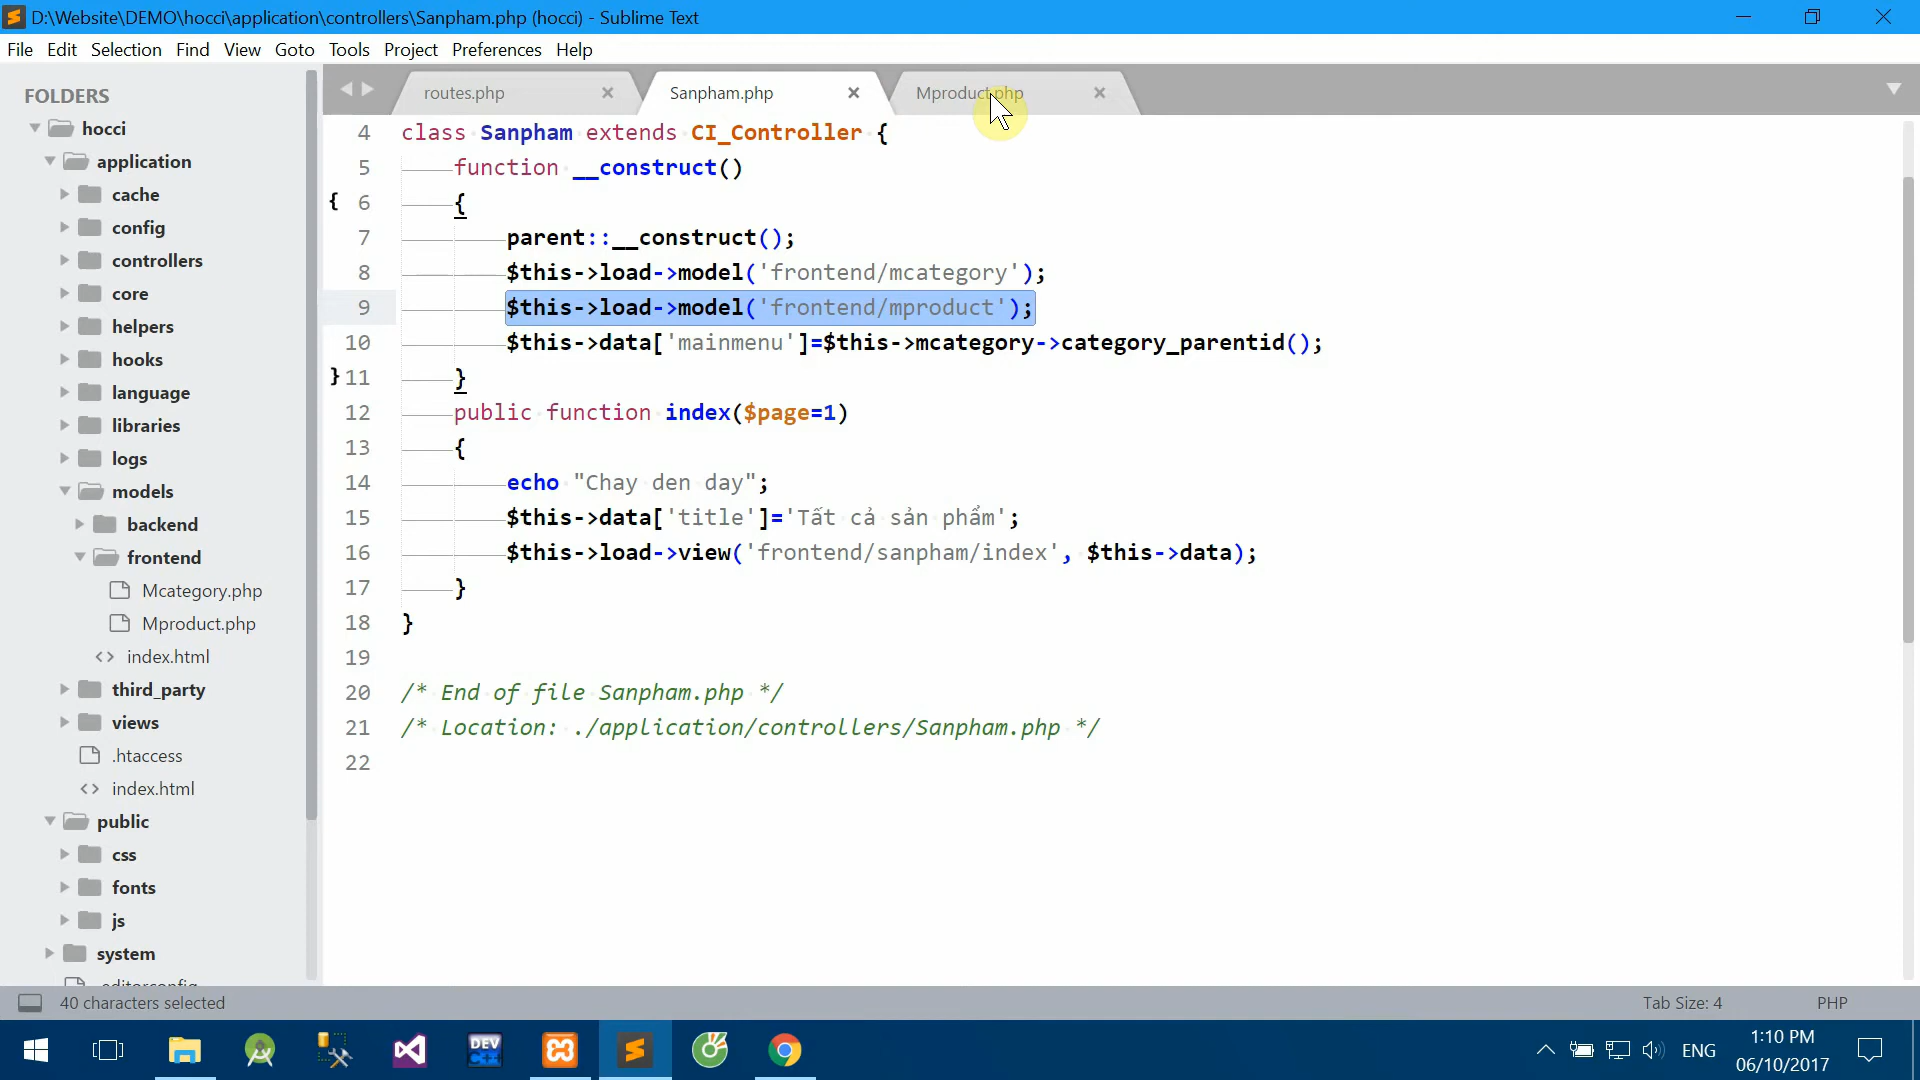 D:\Website\DEMO\hocci\application\controllers\Sanpham.php (hocci) - Sublime Text
File Edit Selection Find View Goto Tools Project Preferences Help
FOLDERS
hocci
application
cache
config
controllers
core
helpers
hooks
language
libraries
logs
models
backend
frontend
Mcategory.php
Mproduct.php
index.html
third_party
views
.htaccess
index.html
public
css
fonts
js
system
.editorconfig
routes.php Sanpham.php Mproduct.php
4 class Sanpham extends CI_Controller {
5 function __construct()
{ 6 {
7 parent::__construct();
8 $this->load->model('frontend/mcategory');
9 $this->load->model('frontend/mproduct');
10 $this->data['mainmenu']=$this->mcategory->category_parentid();
} 11 }
12 public function index($page=1)
13 {
14 echo "Chay den day";
15 $this->data['title']='Tất cả sản phẩm';
16 $this->load->view('frontend/sanpham/index', $this->data);
17 }
18 }
19
20 /* End of file Sanpham.php */
21 /* Location: ./application/controllers/Sanpham.php */
22
40 characters selected Tab Size: 4 PHP
DEV C++
ENG
1:10 PM
06/10/2017